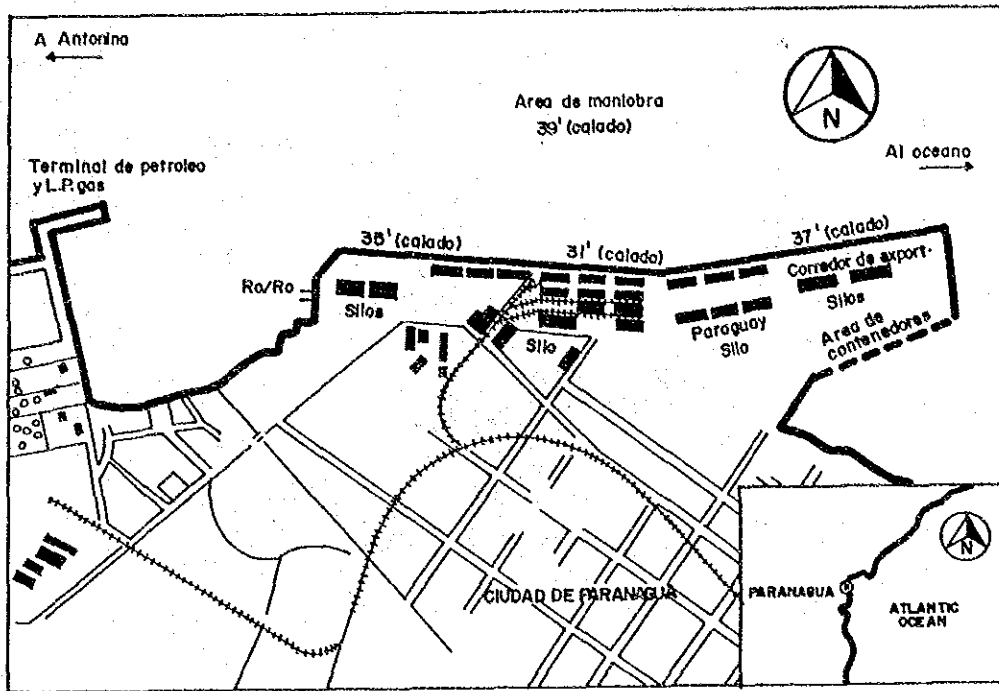 A Antonina
Area de maniobra
39' (calado)
N
Al oceano
Terminal de petroleo
y L.P. gas
35' (calado)
31' (calado)
37' (calado)
Corredor de export.
Ro/Ro
Silos
Silo
Paraguay
Silo
Silos
Area de
contenedores
CIUDAD DE PARANAGUA
N
PARANAGUA
ATLANTIC
OCEAN